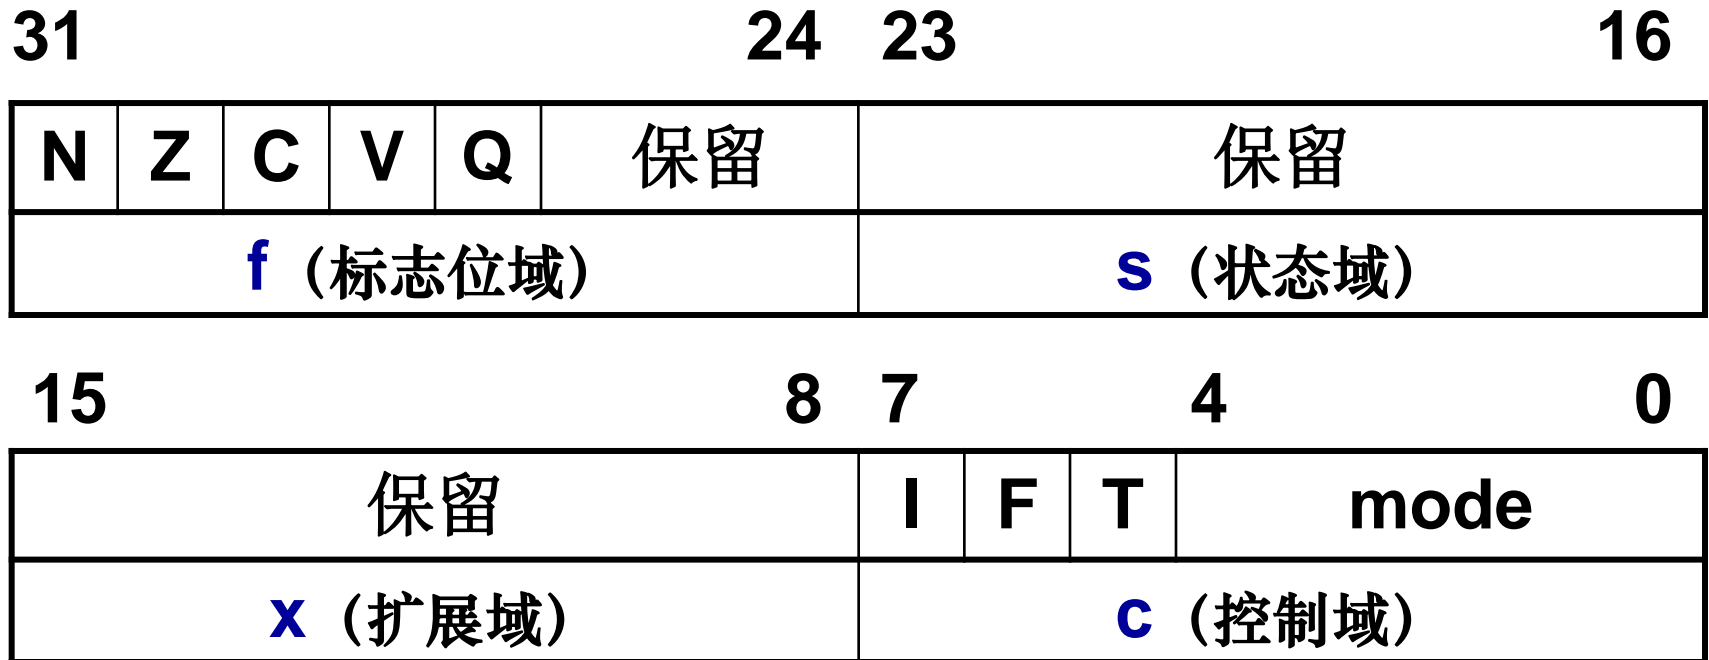 31 24 23 16
N Z C V Q 保留 保留
f（标志位域） s（状态域）
15 8 7 4 0
保留 I F T mode
x（扩展域） c（控制域）